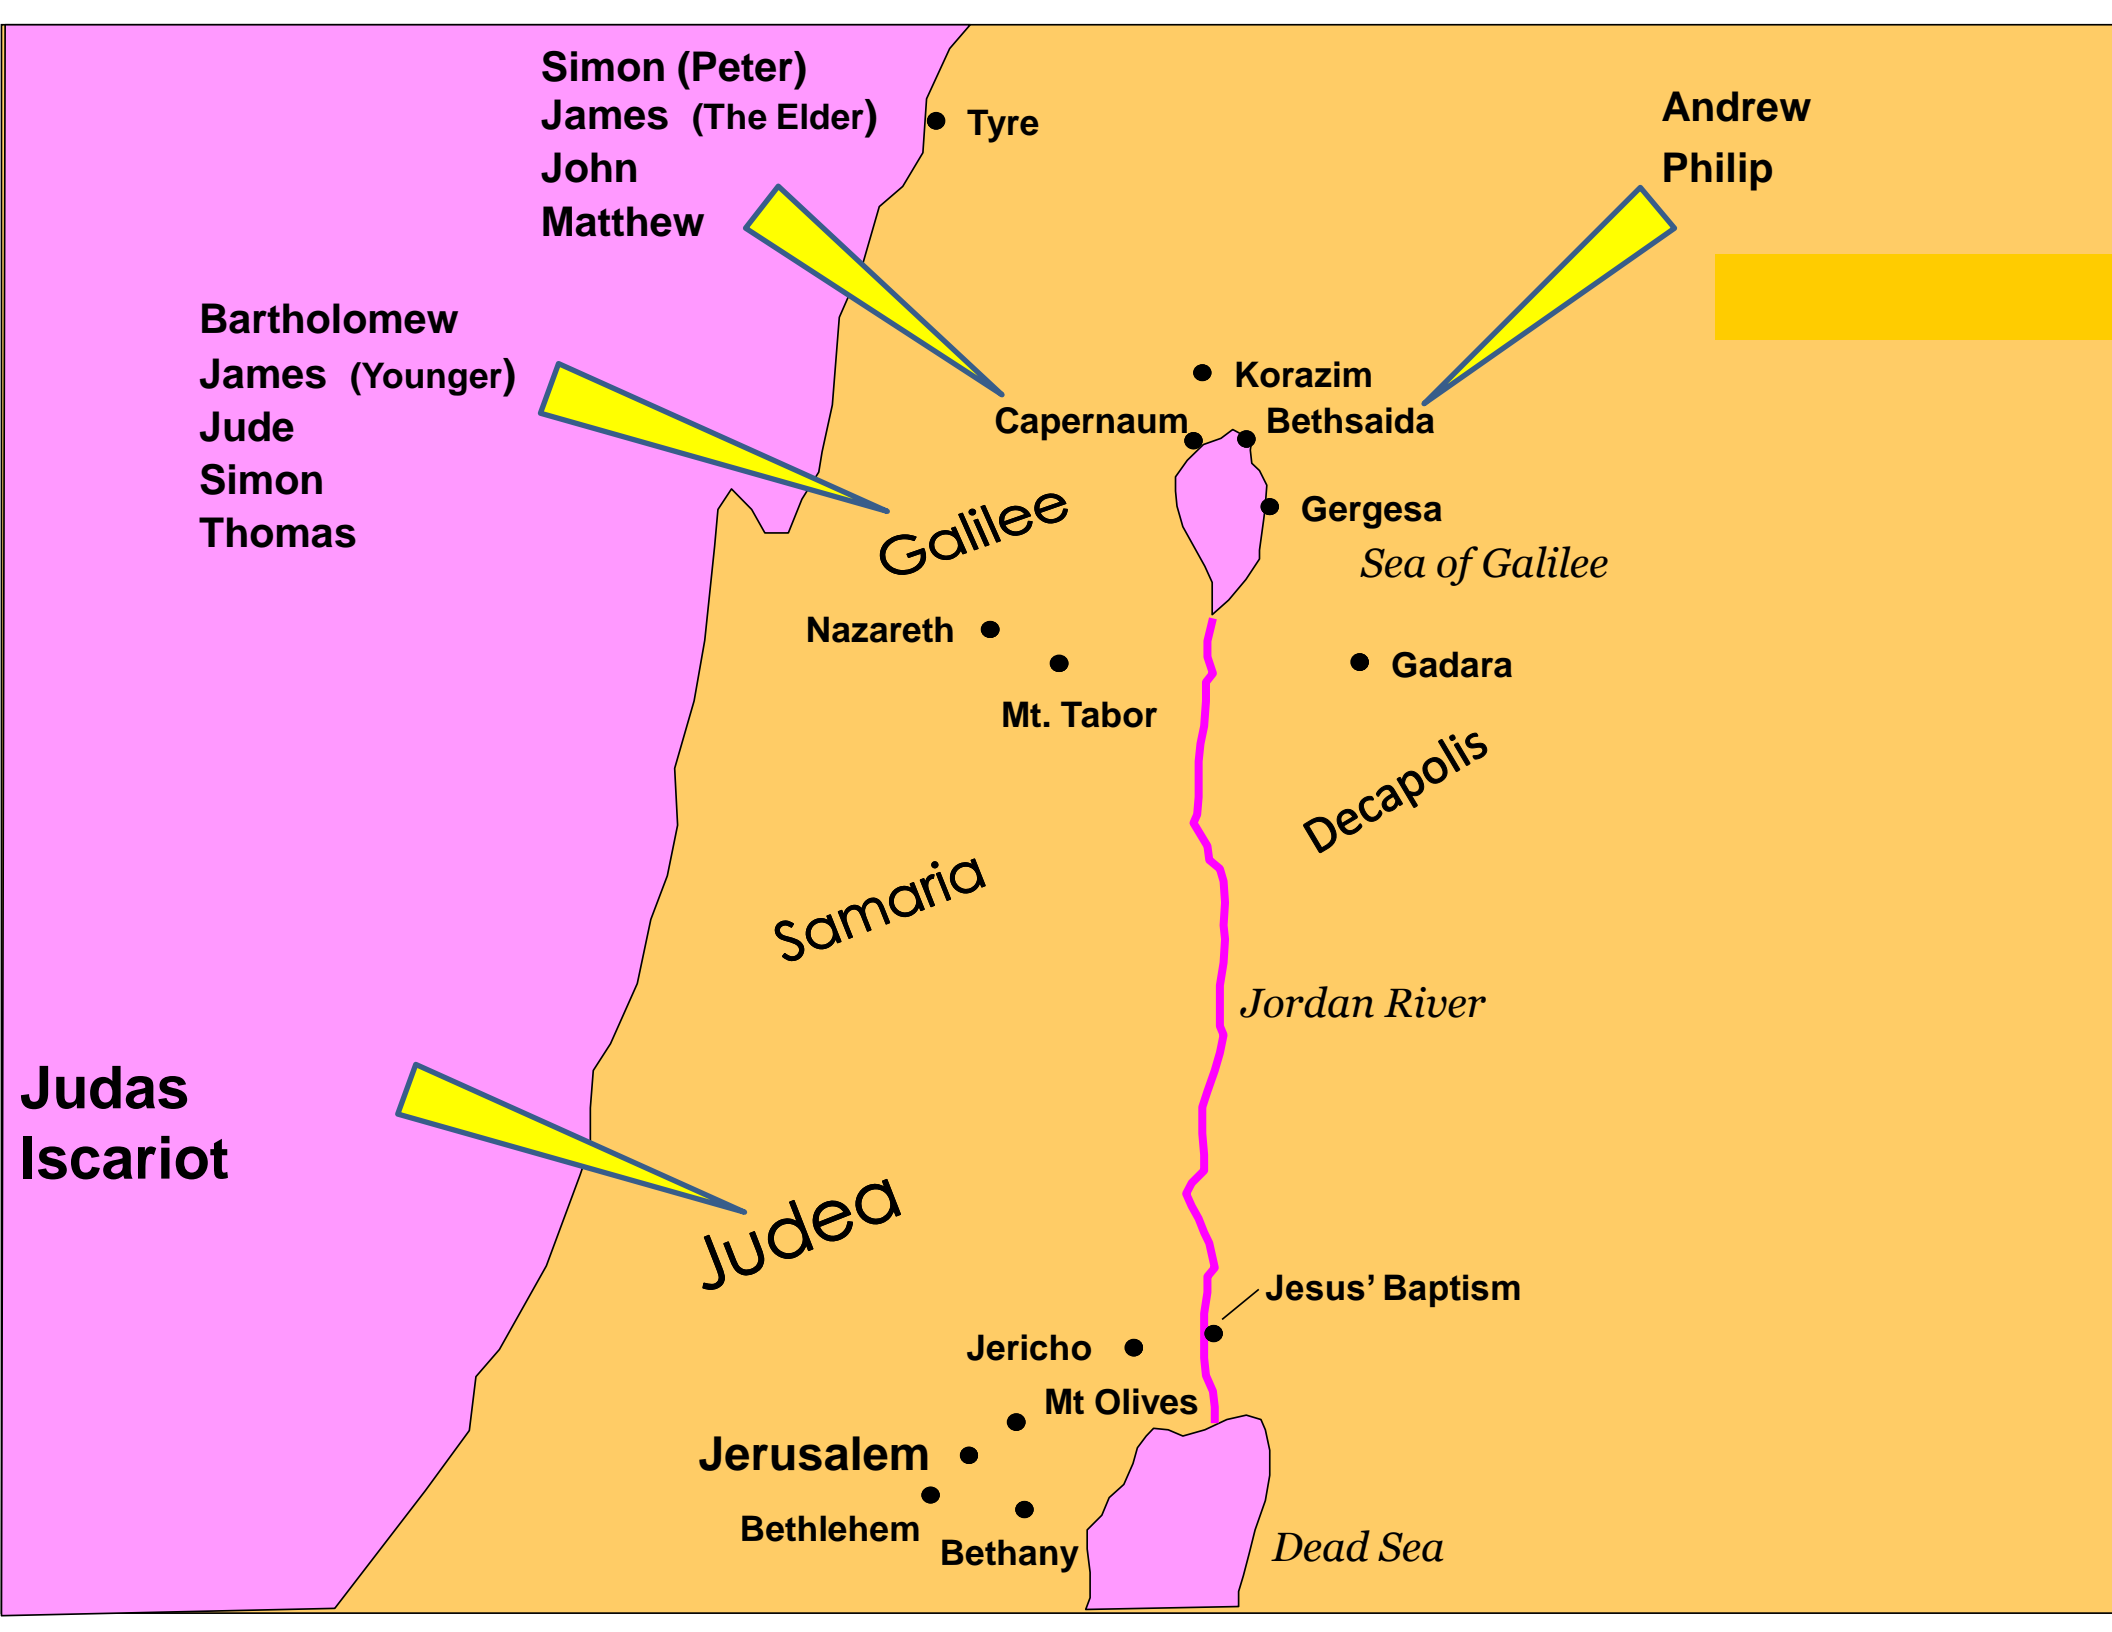 Simon (Peter)
James (The Elder)
John
Matthew
Andrew
Philip
Tyre
Bartholomew
James (Younger)
Jude
Simon
Thomas
Korazim
Capernaum
Bethsaida
Galilee
Gergesa
Sea of Galilee
Nazareth
Mt. Tabor
Gadara
Decapolis
Samaria
Jordan River
Judas
Iscariot
Judea
Jesus’ Baptism
Jericho
Mt Olives
Jerusalem
Bethlehem
Bethany
Dead Sea